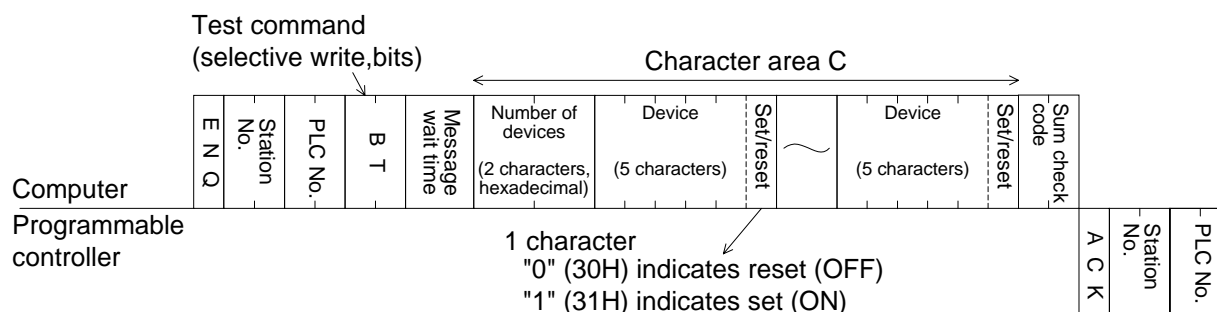 Test command
(selective write,bits)
Character area C
E N Q
Station
No.
PLC No.
B T
Message
wait time
Number of
devices
(2 characters,
hexadecimal)
Device
(5 characters)
Set/reset
Device
(5 characters)
Set/reset
Sum check
code
Computer
Programmable
controller
1 character
"0" (30H) indicates reset (OFF)
"1" (31H) indicates set (ON)
A C K
Station
No.
PLC No.